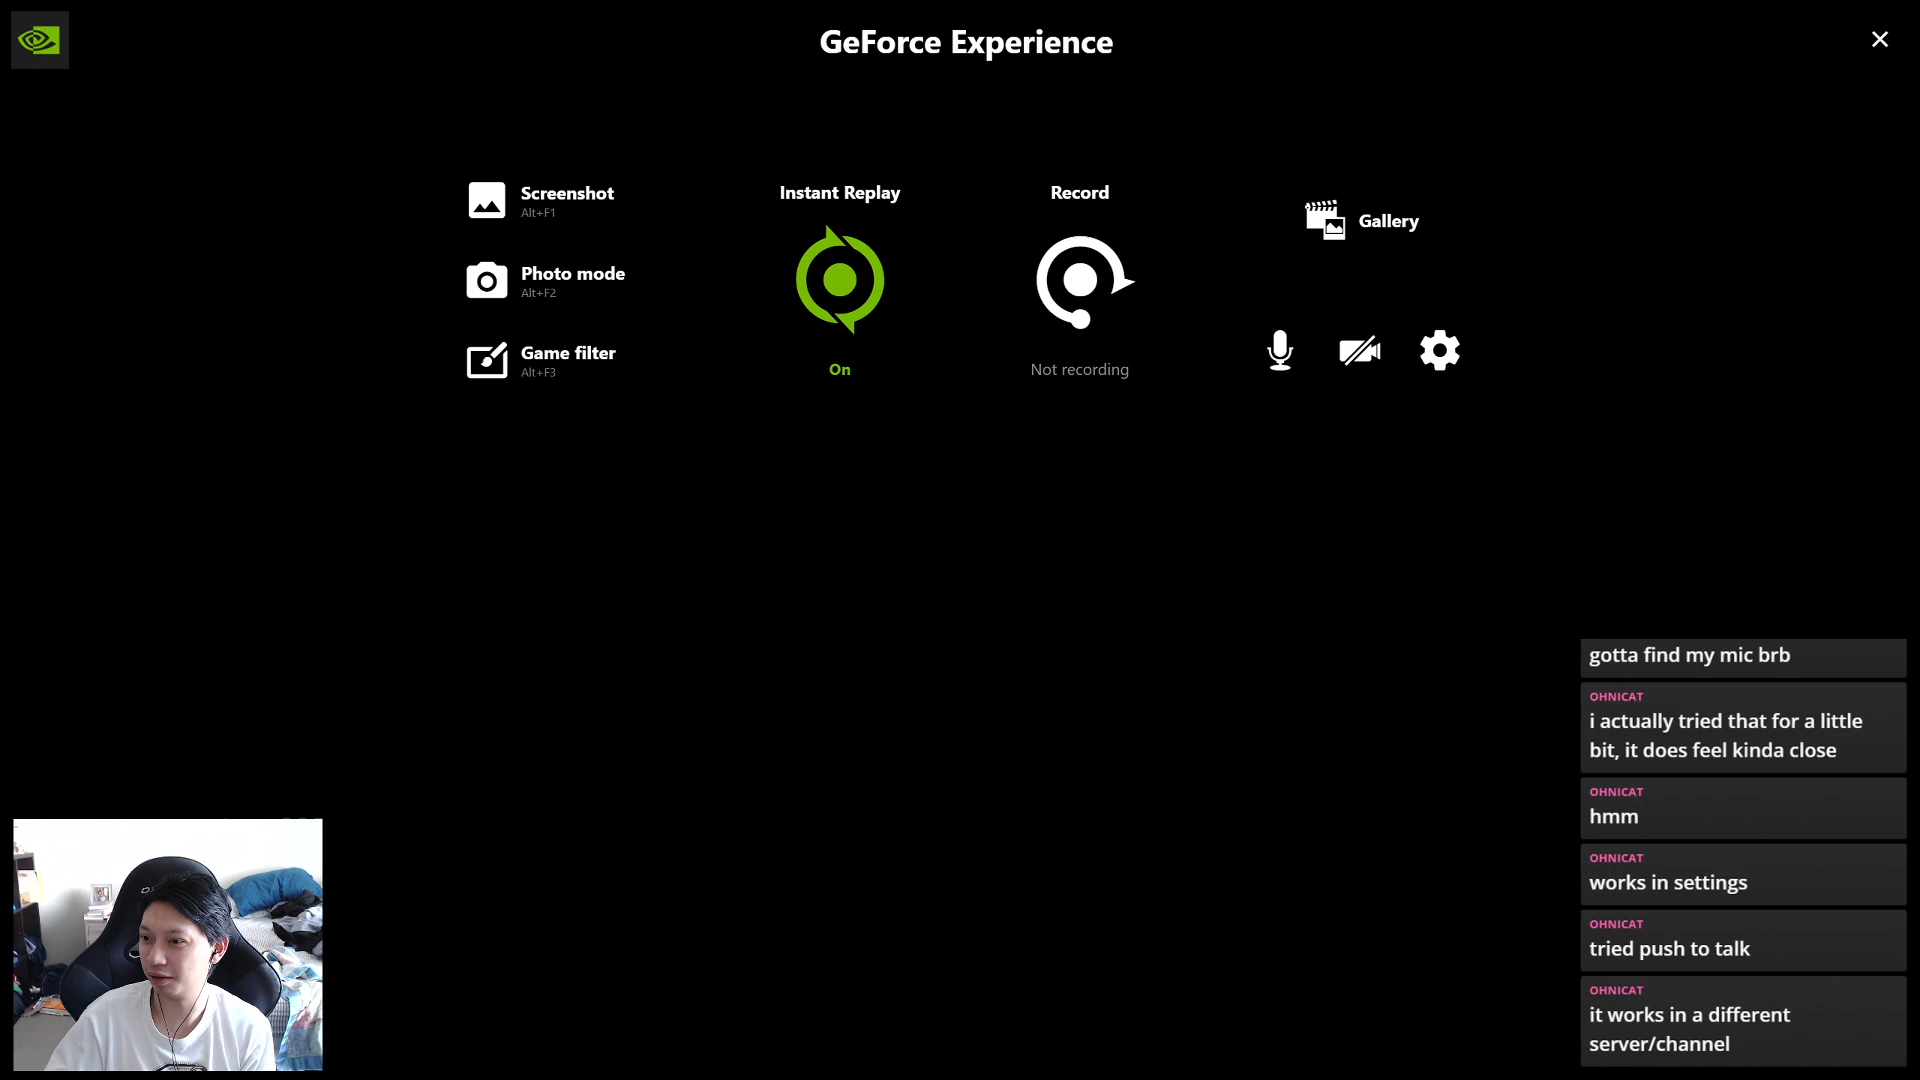 GeForce Experience
Screenshot
Alt+F1
Photo mode
Alt+F2
Game filter
Alt+F3
Instant Replay
On
Record
Not recording
Gallery
gotta find my mic brb
OHNICAT
i actually tried that for a little
bit, it does feel kinda close
OHNICAT
hmm
OHNICAT
works in settings
OHNICAT
tried push to talk
OHNICAT
it works in a different
server/channel